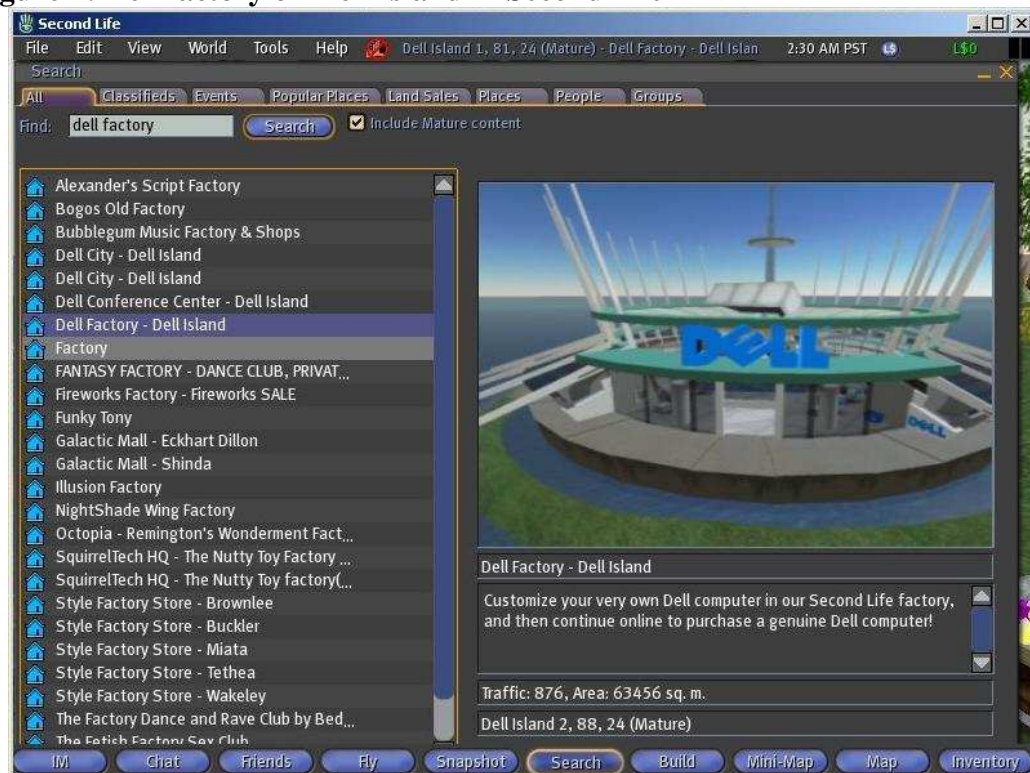 Second Life
File Edit View World Tools Help Dell Island 1, 81, 24 (Mature) - Dell Factory - Dell Islan 2:30 AM PST L$ L$0
Search
All Classifieds Events Popular Places Land Sales Places People Groups
Find: dell factory Search Include Mature content
Alexander's Script Factory
Bogos Old Factory
Bubblegum Music Factory & Shops
Dell City - Dell Island
Dell City - Dell Island
Dell Conference Center - Dell Island
Dell Factory - Dell Island
Factory
FANTASY FACTORY - DANCE CLUB, PRIVAT...
Fireworks Factory - Fireworks SALE
Funky Tony
Galactic Mall - Eckhart Dillon
Galactic Mall - Shinda
Illusion Factory
NightShade Wing Factory
Octopia - Remington's Wonderment Fact...
SquirrelTech HQ - The Nutty Toy Factory ...
SquirrelTech HQ - The Nutty Toy factory(...
Style Factory Store - Brownlee
Style Factory Store - Buckler
Style Factory Store - Miata
Style Factory Store - Tethea
Style Factory Store - Wakeley
The Factory Dance and Rave Club by Bed...
The Fetish Factory Sex Club
DELL
DELL
Dell Factory - Dell Island
Customize your very own Dell computer in our Second Life factory,
and then continue online to purchase a genuine Dell computer!
Traffic: 876, Area: 63456 sq. m.
Dell Island 2, 88, 24 (Mature)
IM Chat Friends Fly Snapshot Search Build Mini-Map Map Inventory